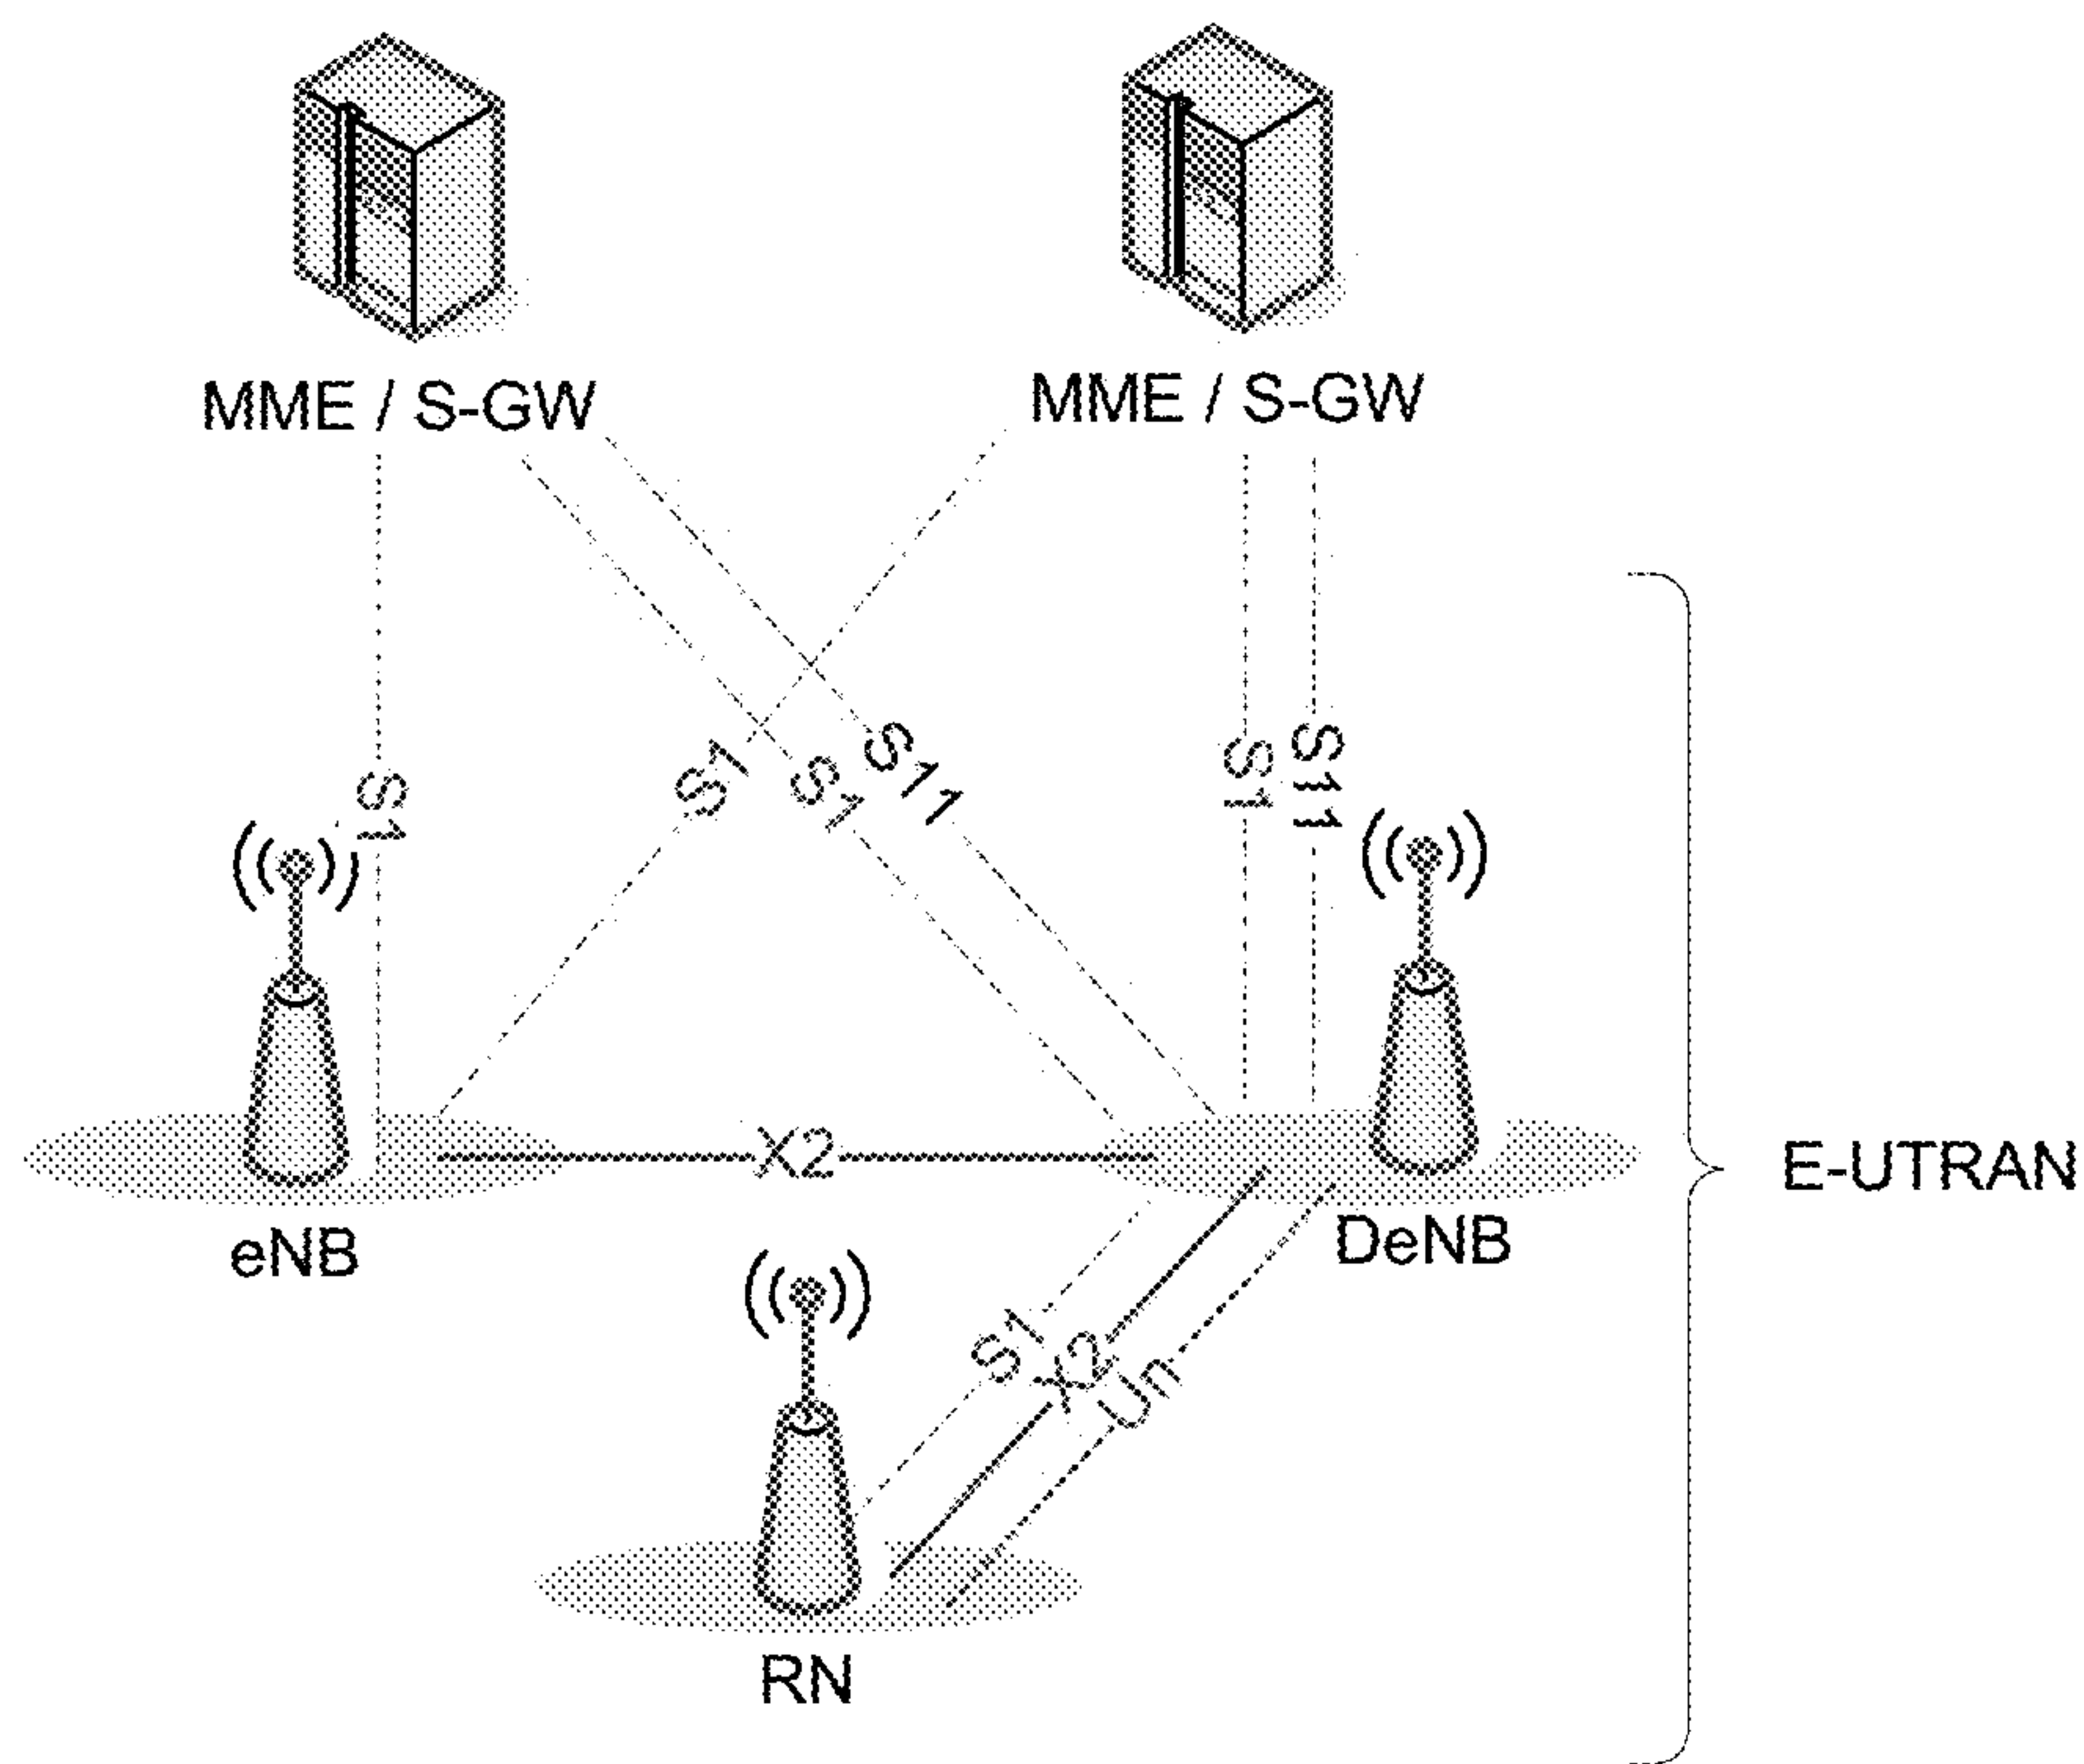 MME / S-GW
MME / S-GW
S1
S1
S1
S11
S1
S11
X2
E-UTRAN
eNB
DeNB
S1
X2
Un
RN